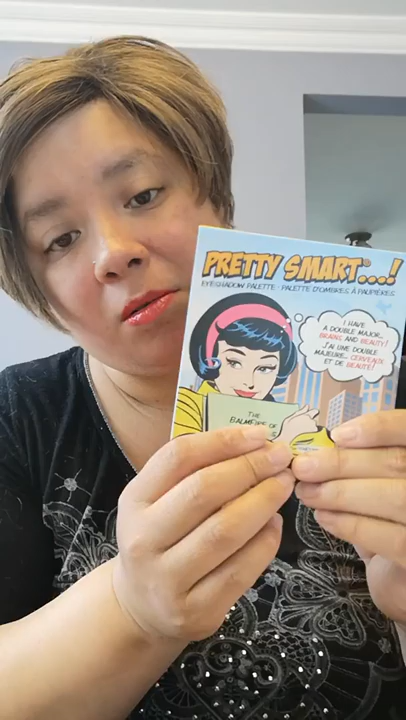 PRETTY SMART...!
EYESHADOW PALETTE • PALETTE D'OMBRES À PAUPIÈRES
I HAVE
A DOUBLE MAJOR...
BRAINS AND BEAUTY!
J'AI UNE DOUBLE
MAJEURE... CERVEAUX
ET DE BEAUTÉ!
THE
OF